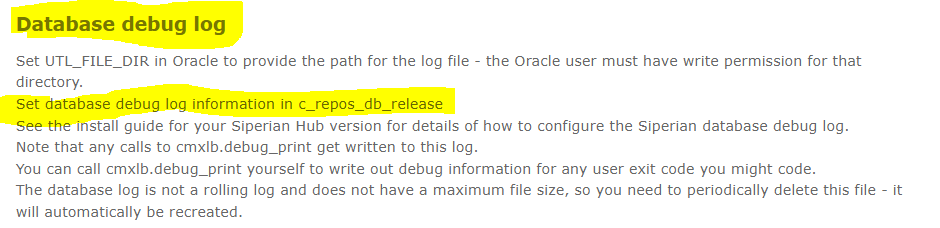 Database debug log
Set UTL_FILE_DIR in Oracle to provide the path for the log file - the Oracle user must have write permission for that
directory.
Set database debug log information in c_repos_db_release
See the install guide for your Siperian Hub version for details of how to configure the Siperian database debug log.
Note that any calls to cmxlb.debug_print get written to this log.
You can call cmxlb.debug_print yourself to write out debug information for any user exit code you might code.
The database log is not a rolling log and does not have a maximum file size, so you need to periodically delete this file - it
will automatically be recreated.